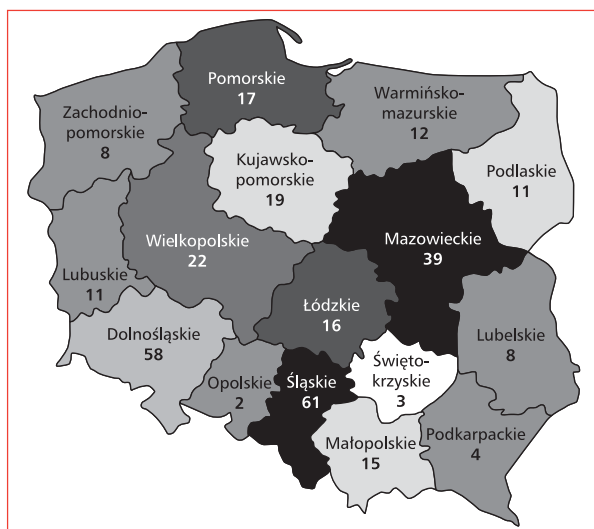 Pomorskie
17
Zachodnio-
pomorskie
8
Warmińsko-
mazurskie
12
Kujawsko-
pomorskie
19
Podlaskie
11
Wielkopolskie
22
Mazowieckie
39
Lubuskie
11
Łódzkie
16
Dolnośląskie
58
Lubelskie
8
Opolskie
2
Śląskie
61
Święto-
krzyskie
3
Małopolskie
15
Podkarpackie
4